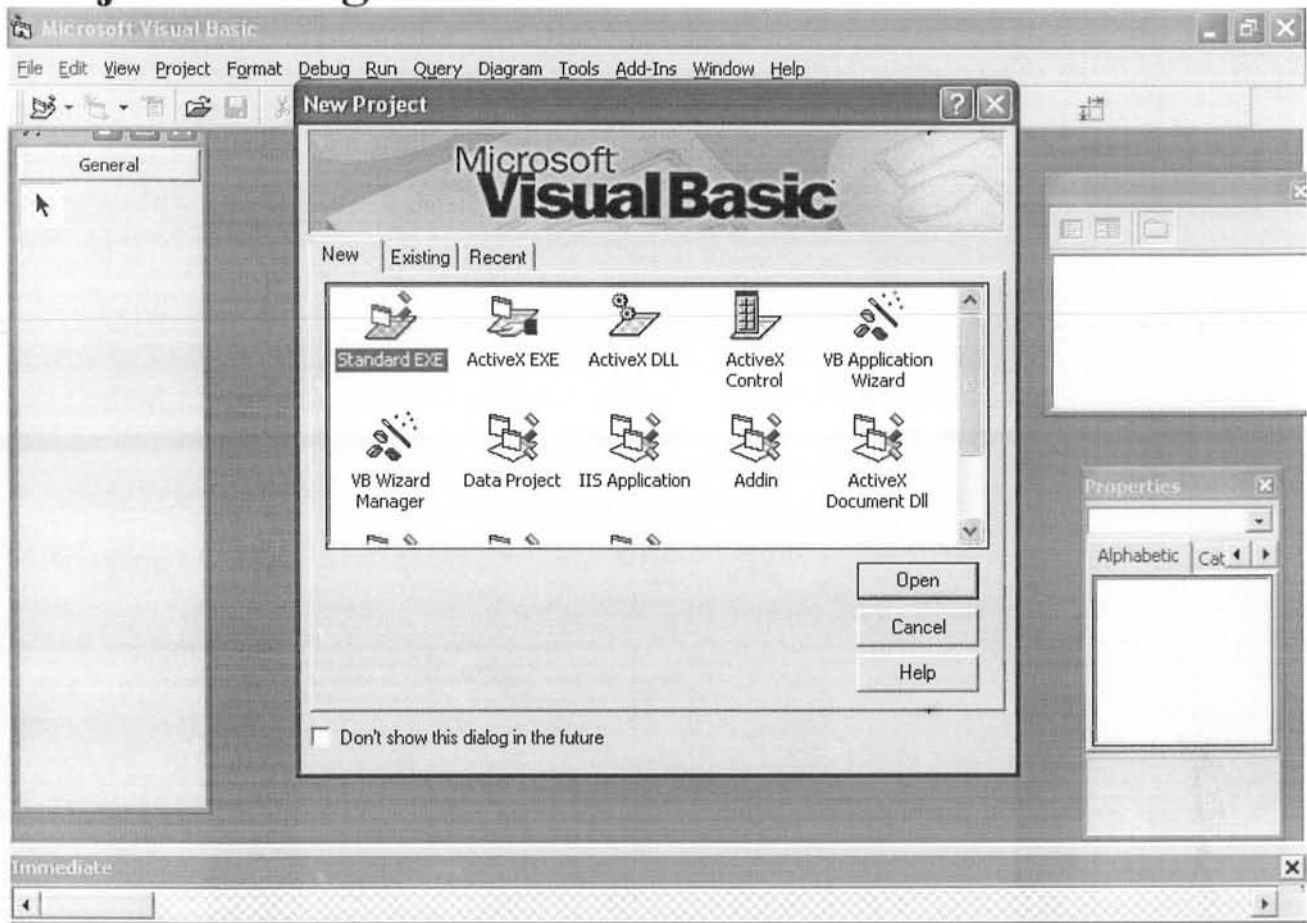 Microsoft Visual Basic
File Edit View Project Format Debug Run Query Diagram Tools Add-Ins Window Help
New Project
General
Microsoft
Visual Basic
New Existing Recent
Standard EXE ActiveX EXE ActiveX DLL ActiveX Control VB Application Wizard
VB Wizard Manager Data Project IIS Application Addin ActiveX Document Dll
Properties
Alphabetic Cat
Open
Cancel
Help
Don't show this dialog in the future
Immediate